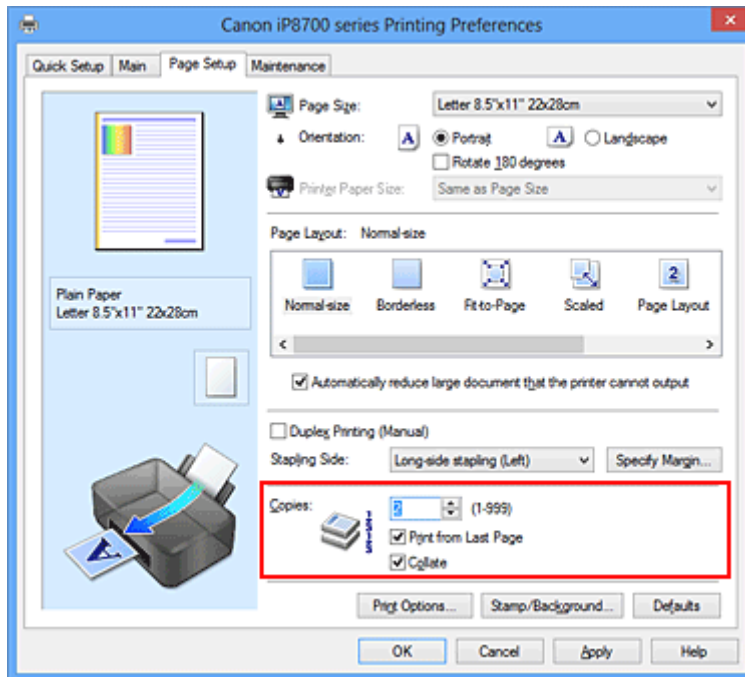 Canon iP8700 series Printing Preferences
Quick Setup Main Page Setup Maintenance
Page Size: Letter 8.5"x11" 22x28cm
Orientation: A Portrait A Landscape
Rotate 180 degrees
Printer Paper Size: Same as Page Size
Page Layout: Normal-size
2
Normal-size Borderless Fit-to-Page Scaled Page Layout
Plain Paper
Letter 8.5"x11" 22x28cm
Automatically reduce large document that the printer cannot output
Duplex Printing (Manual)
Stapling Side: Long-side stapling (Left) Specify Margin...
Copies: 2 (1-999)
Print from Last Page
Collate
A
Print Options... Stamp/Background... Defaults
OK Cancel Apply Help